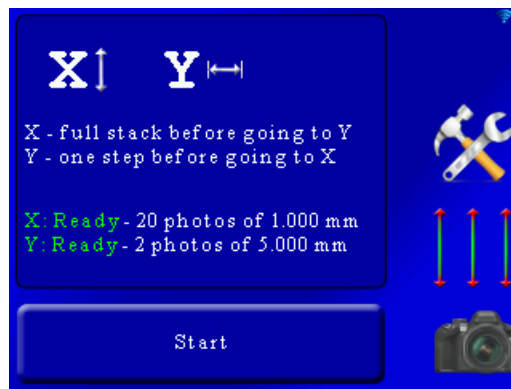 X Y
X - full stack before going to Y
Y - one step before going to X
X: Ready - 20 photos of 1.000 mm
Y: Ready - 2 photos of 5.000 mm
Start